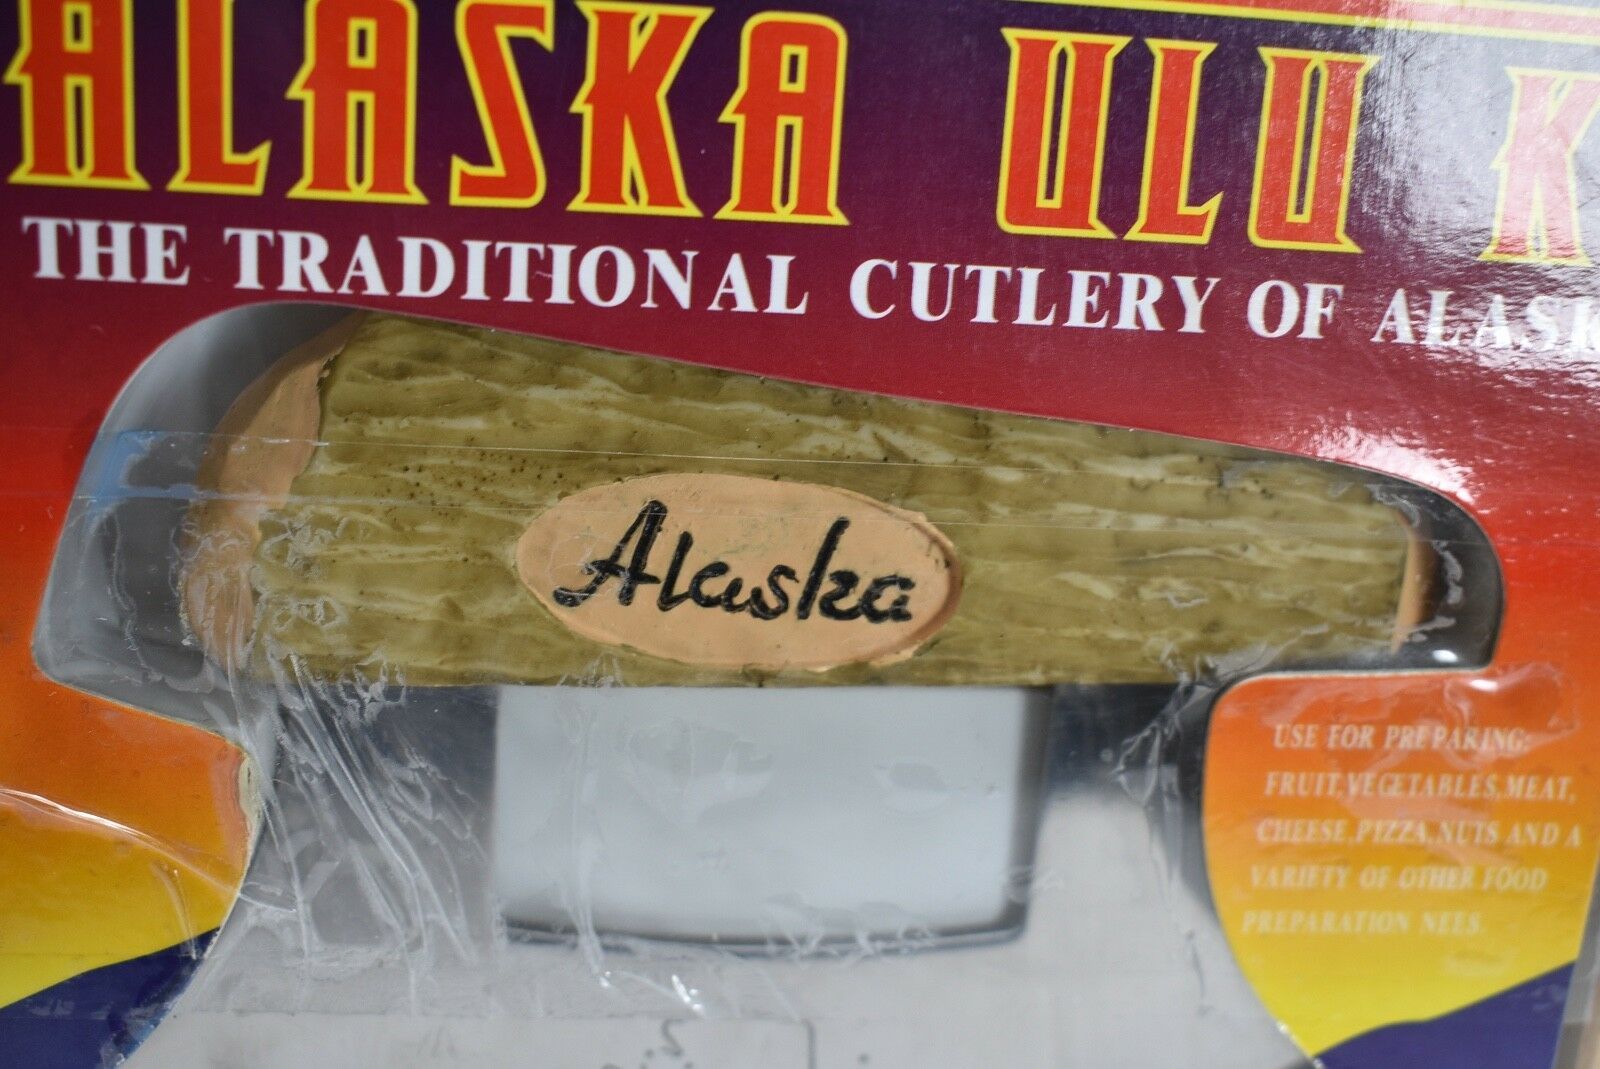 ALASKA ULU K
THE TRADITIONAL CUTLERY OF ALASK
Alaska
USE FOR PREPARING:
FRUIT,VEGETABLES,MEAT,
CHEESE,PIZZA,NUTS AND A
VARIETY OF OTHER FOOD
PREPARATION NEES.